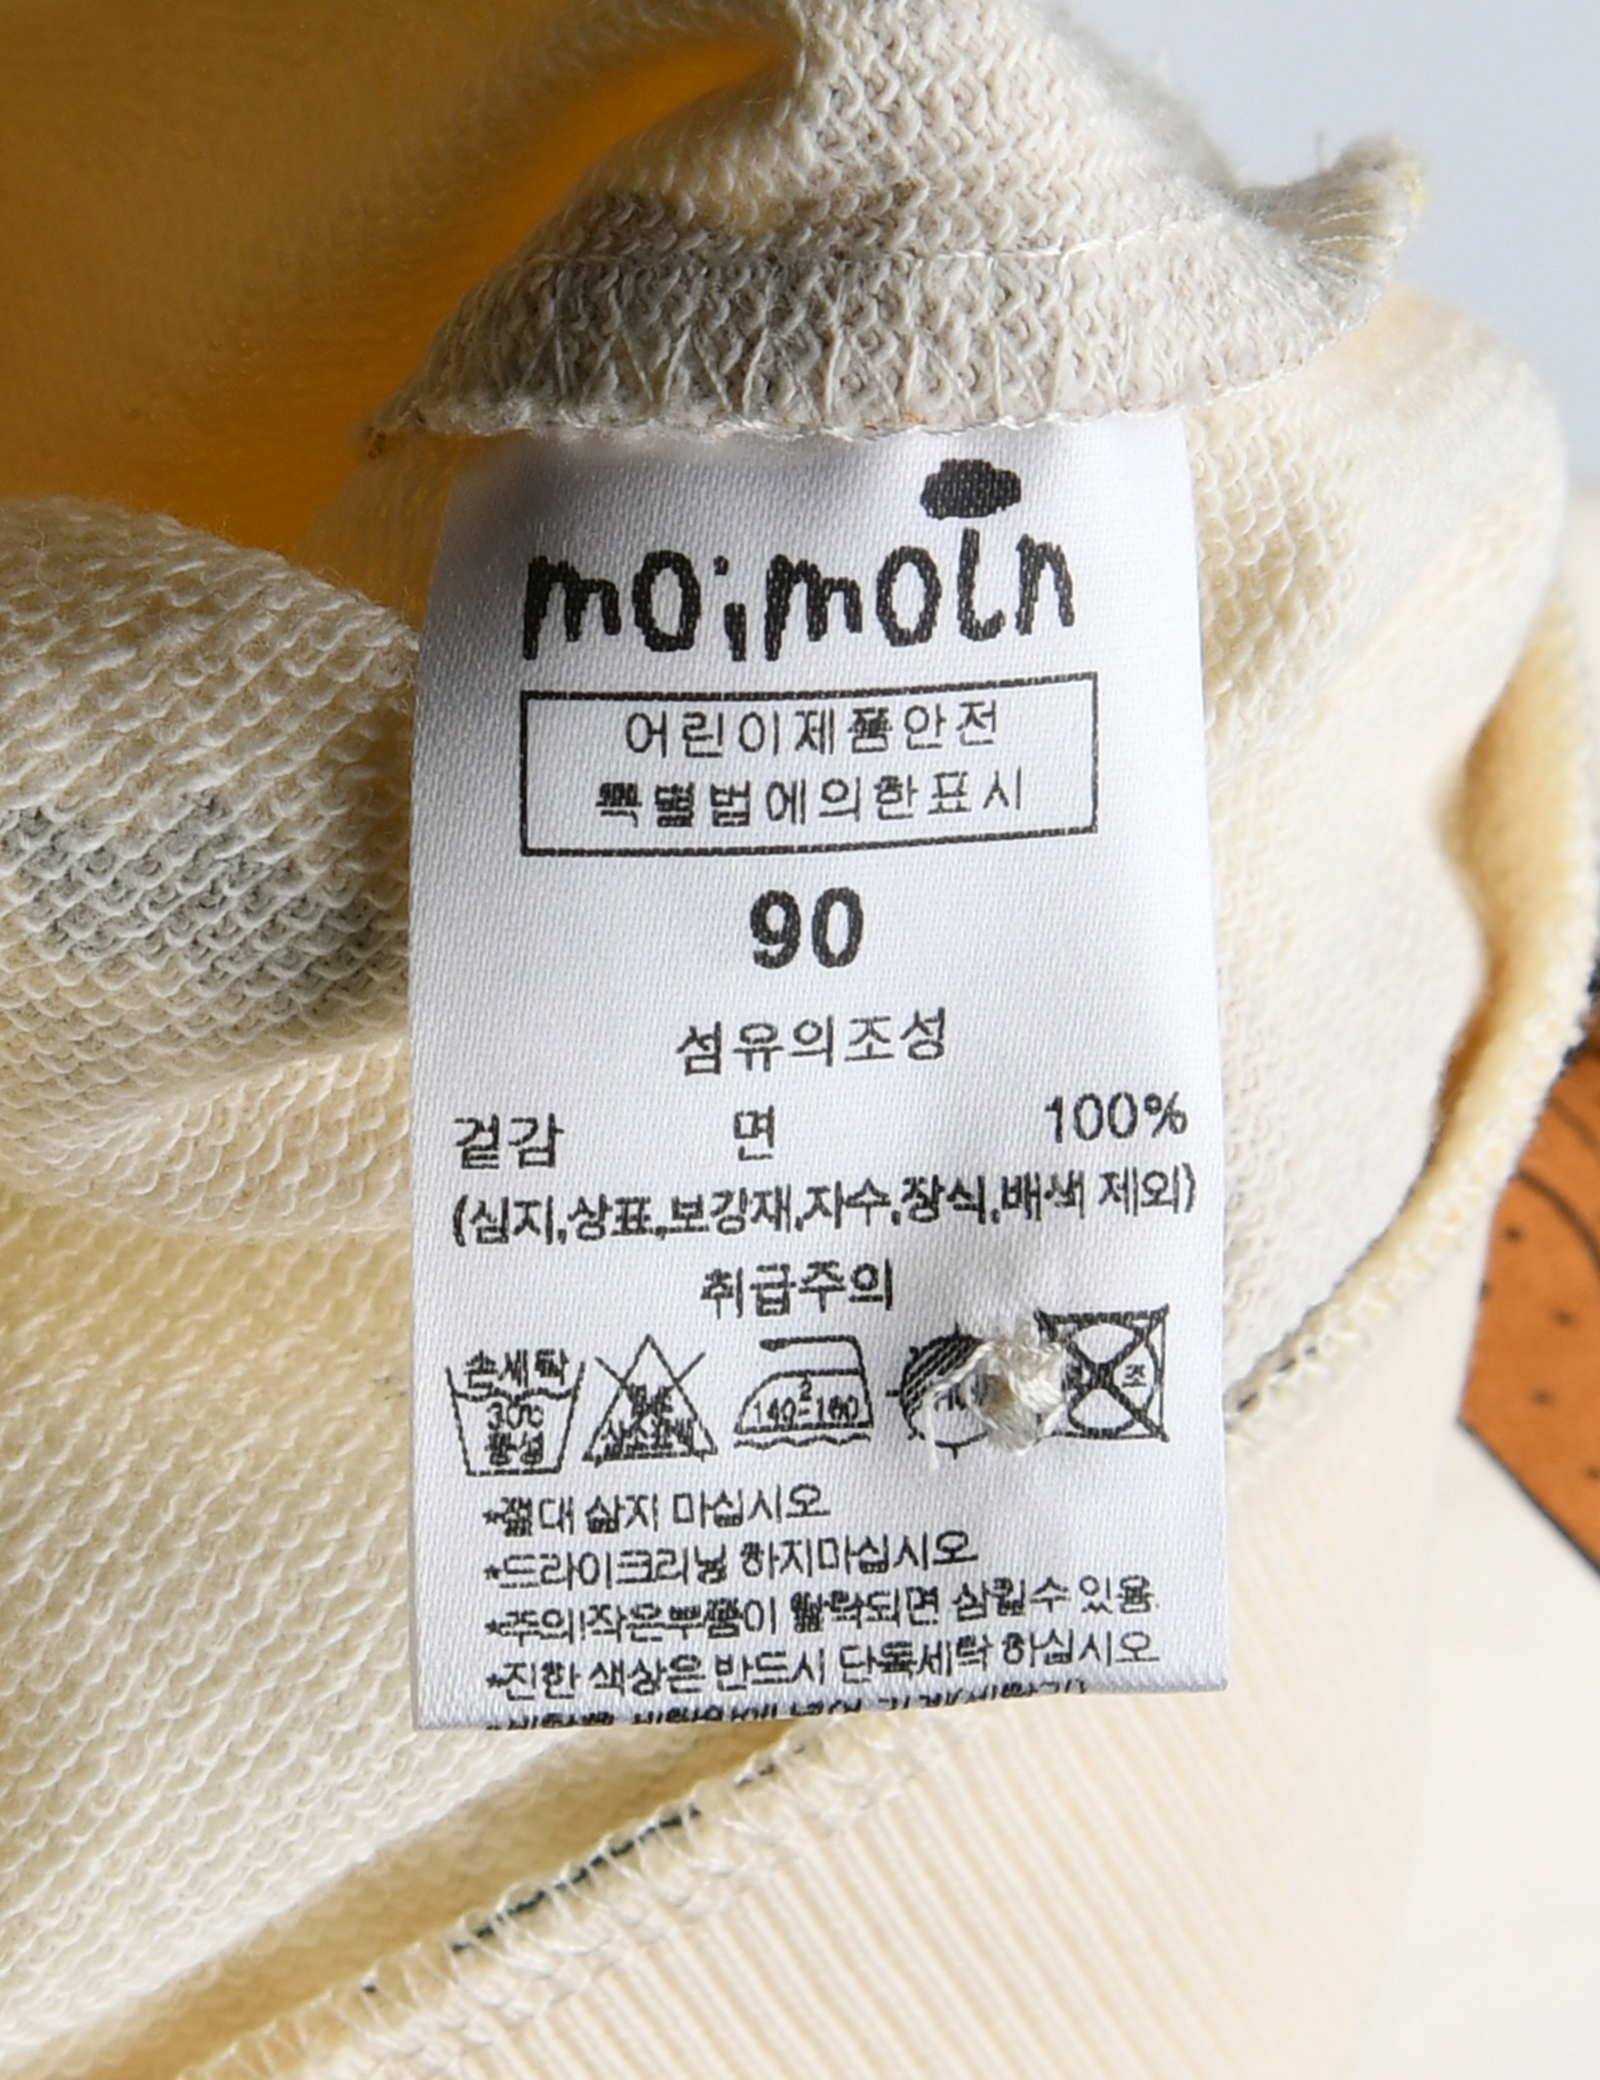 moimoln
어린이제품안전
특별법에의한표시
90
섬유의조성
겉감 면 100%
(심지,상표,보강재,자수,장식,배색 제외)
취급주의
손세탁
30℃
중성
2
140-160
조
*절대 삶지 마십시오
*드라이크리닝 하지마십시오
*주의!작은부품이 탈락되면 삼킬수 있음.
*진한 색상은 반드시 단독세탁 하십시오